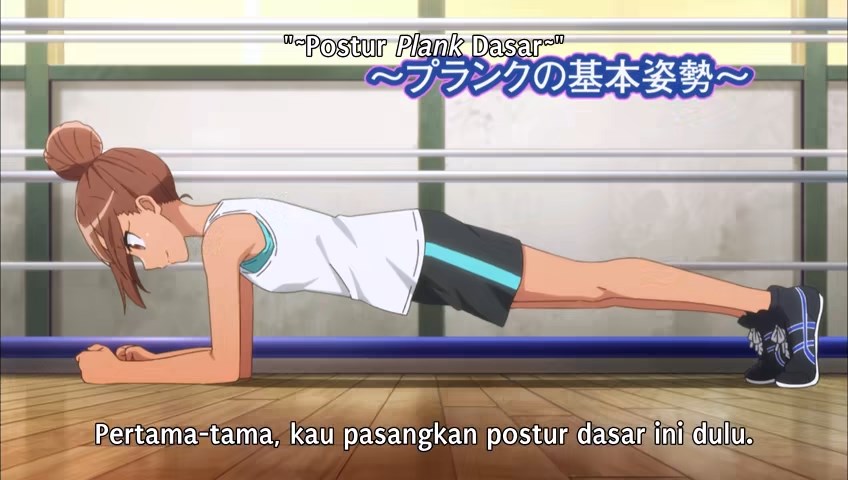 "~Postur Plank Dasar~"
～プランクの基本姿勢～
Pertama-tama, kau pasangkan postur dasar ini dulu.